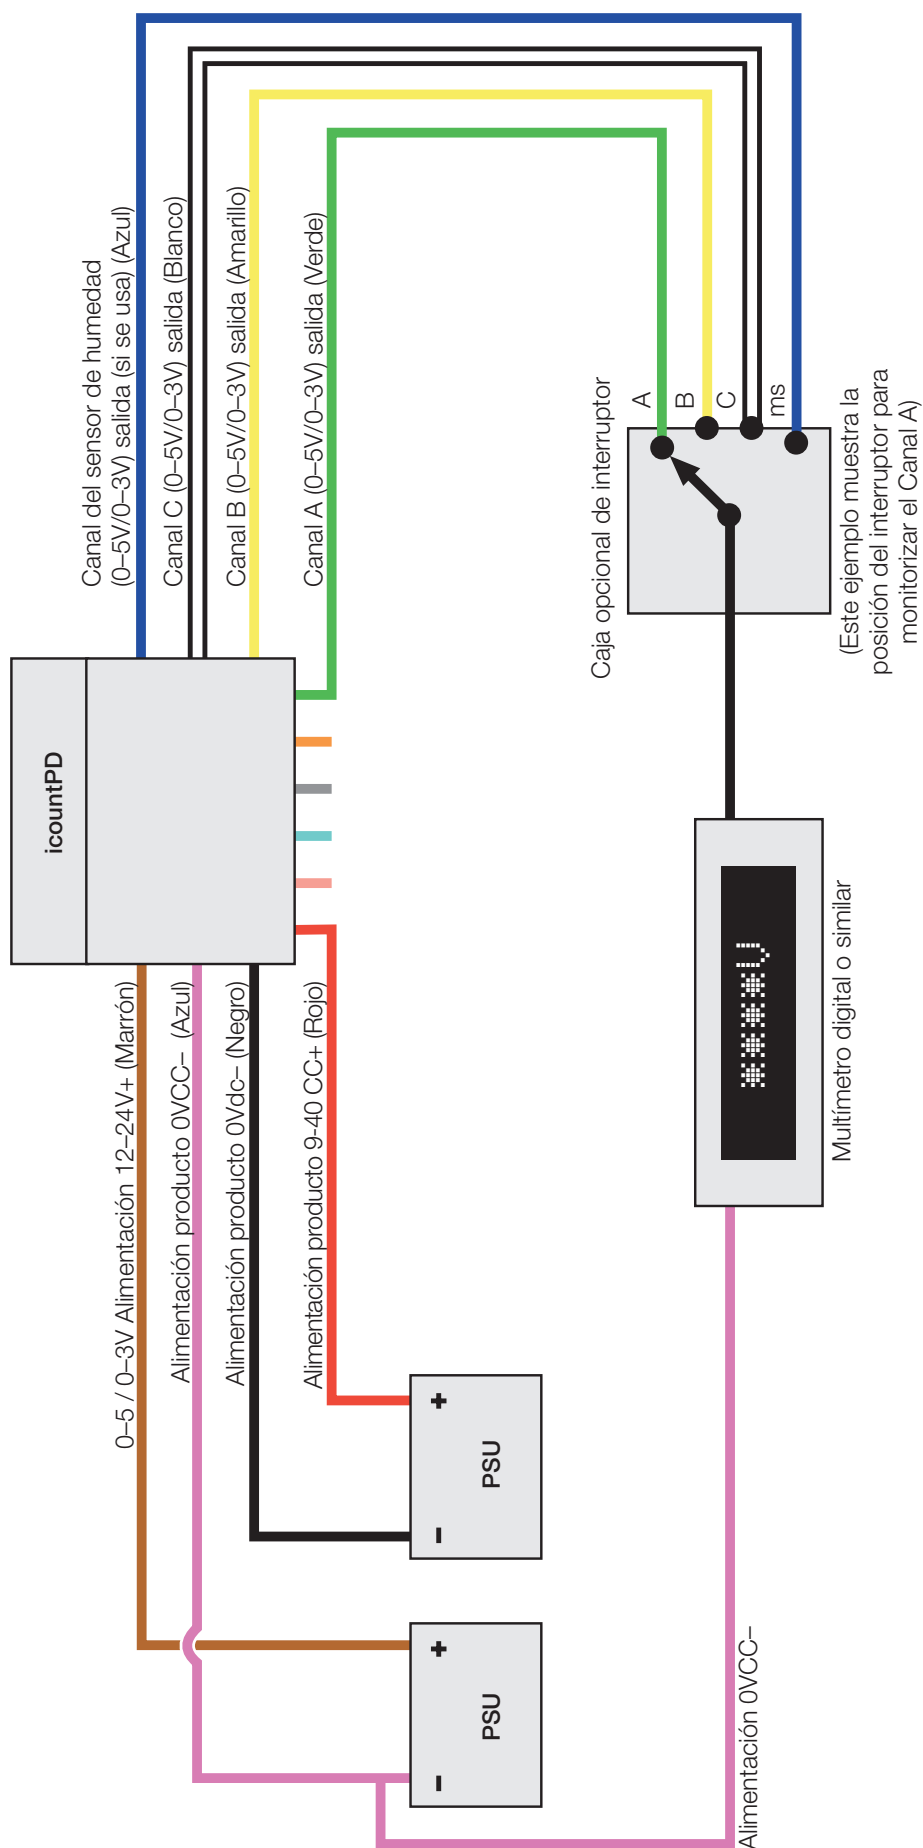 Canal del sensor de humedad
(0–5V/0–3V) salida (si se usa) (Azul)
Canal C (0–5V/0–3V) salida (Blanco)
Canal B (0–5V/0–3V) salida (Amarillo)
Canal A (0–5V/0–3V) salida (Verde)
icountPD
0–5 / 0–3V Alimentación 12–24V+ (Marrón)
Alimentación producto 0VCC– (Azul)
Alimentación producto 0Vdc– (Negro)
Alimentación producto 9-40 CC+ (Rojo)
Caja opcional de interruptor
A
B
C
ms
(Este ejemplo muestra la
posición del interruptor para
monitorizar el Canal A)
****V
Multímetro digital o similar
+
PSU
–
+
PSU
–
Alimentación 0VCC–